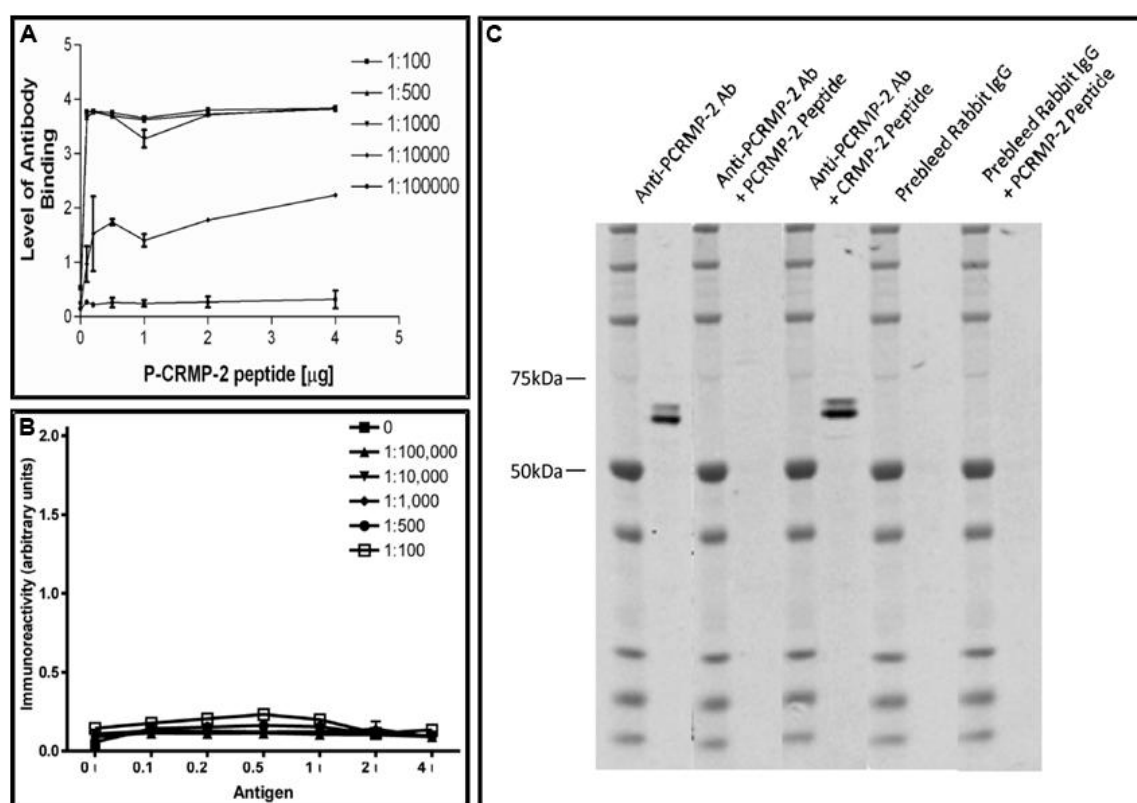 A
5
4
3
2
1
0
Level of Antibody
Binding
0
1
2
3
4
5
P-CRMP-2 peptide [µg]
1:100
1:500
1:1000
1:10000
1:100000
B
2.0
1.5
1.0
0.5
0.0
Immunoreactivity (arbitrary units)
0
0.1
0.2
0.5
1
2
4
Antigen
0
1:100,000
1:10,000
1:1,000
1:500
1:100
C
Anti-PCRMP-2 Ab
Anti-PCRMP-2 Ab
+ PCRMP-2 Peptide
Anti-PCRMP-2 Ab
+ CRMP-2 Peptide
Prebleed Rabbit IgG
Prebleed Rabbit IgG
+ PCRMP-2 Peptide
75kDa
50kDa